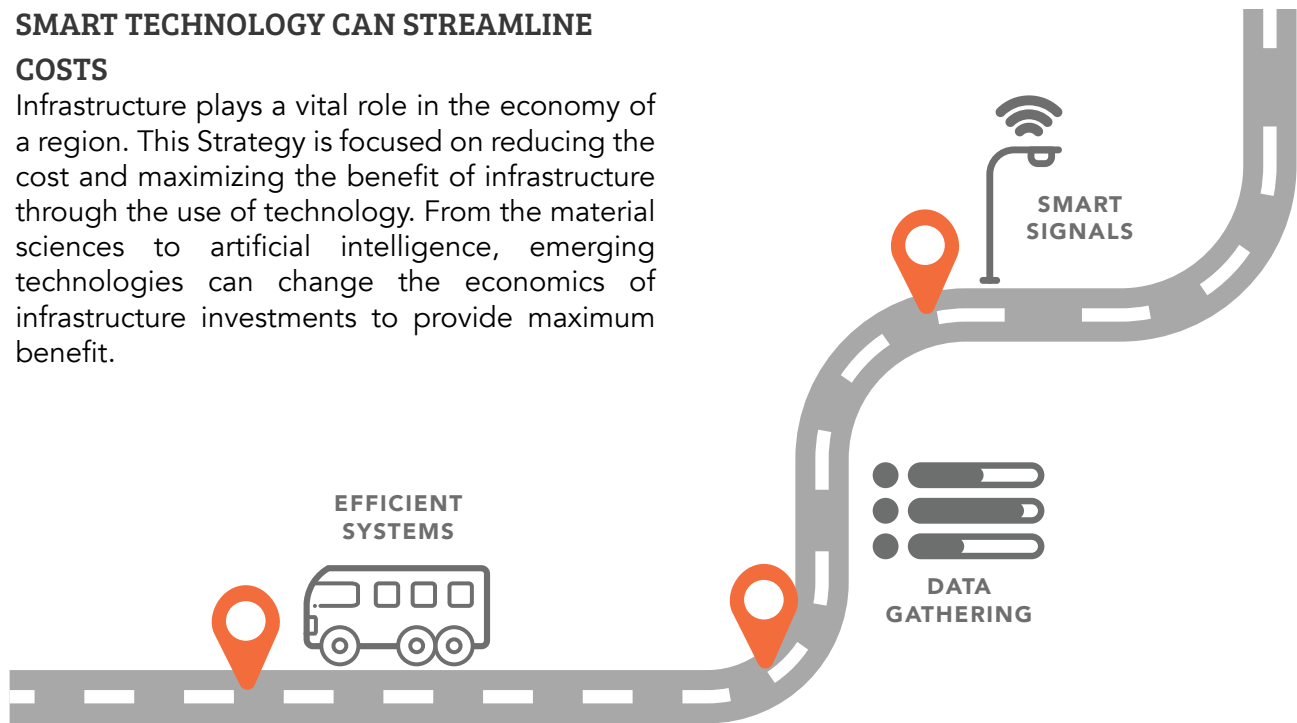 SMART TECHNOLOGY CAN STREAMLINE
COSTS
Infrastructure plays a vital role in the economy of
a region. This Strategy is focused on reducing the
cost and maximizing the benefit of infrastructure
through the use of technology. From the material
sciences to artificial intelligence, emerging
technologies can change the economics of
infrastructure investments to provide maximum
benefit.
SMART
SIGNALS
EFFICIENT
SYSTEMS
DATA
GATHERING